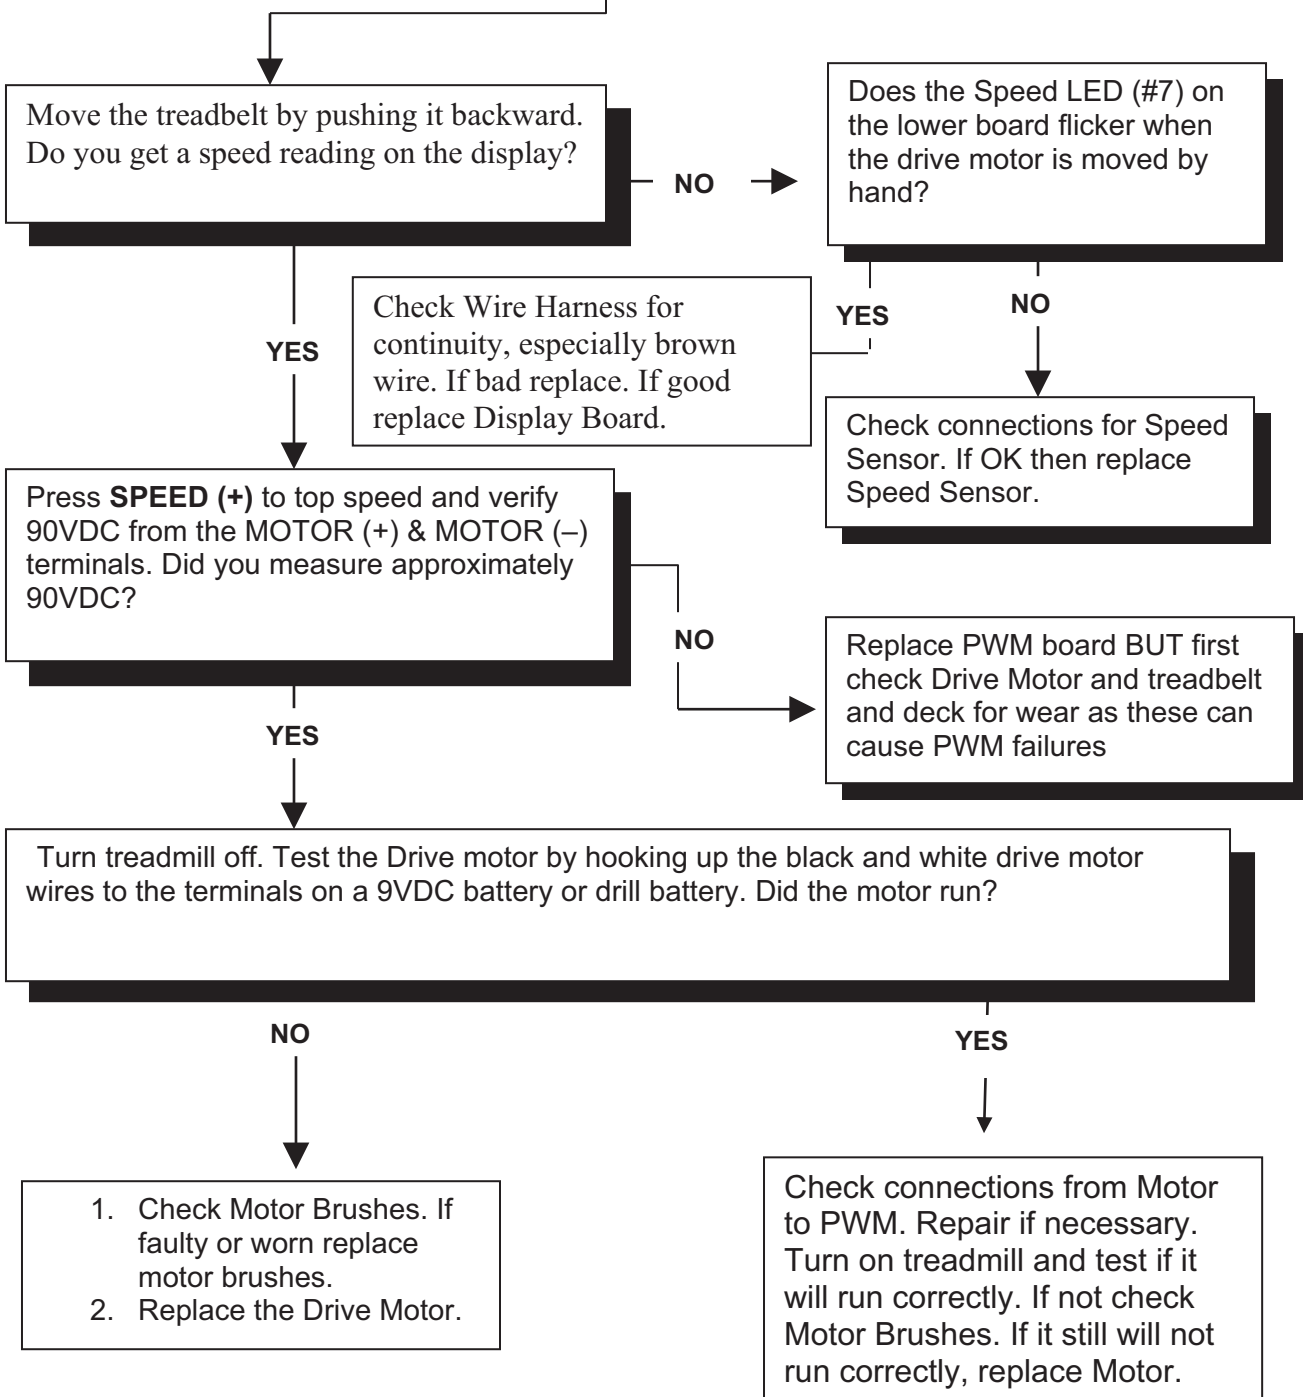 Move the treadbelt by pushing it backward.
Do you get a speed reading on the display?
NO
Does the Speed LED (#7) on
the lower board flicker when
the drive motor is moved by
hand?
YES
Check Wire Harness for
continuity, especially brown
wire. If bad replace. If good
replace Display Board.
YES
NO
Check connections for Speed
Sensor. If OK then replace
Speed Sensor.
Press SPEED (+) to top speed and verify
90VDC from the MOTOR (+) & MOTOR (–)
terminals. Did you measure approximately
90VDC?
NO
Replace PWM board BUT first
check Drive Motor and treadbelt
and deck for wear as these can
cause PWM failures
YES
Turn treadmill off. Test the Drive motor by hooking up the black and white drive motor
wires to the terminals on a 9VDC battery or drill battery. Did the motor run?
NO
YES
1. Check Motor Brushes. If
faulty or worn replace
motor brushes.
2. Replace the Drive Motor.
Check connections from Motor
to PWM. Repair if necessary.
Turn on treadmill and test if it
will run correctly. If not check
Motor Brushes. If it still will not
run correctly, replace Motor.